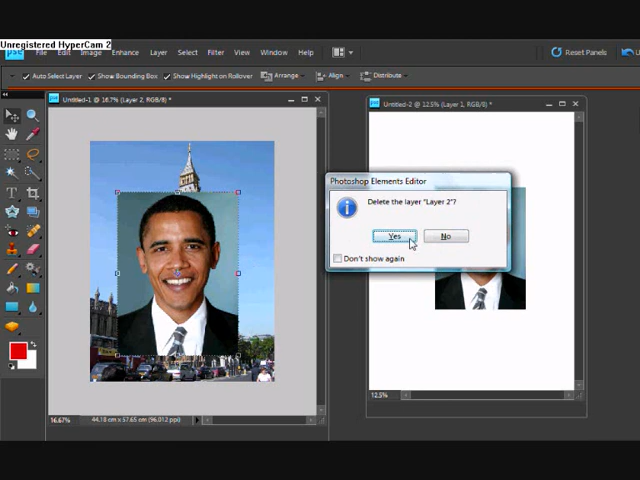 Unregistered HyperCam 2
pse
File Edit Image Enhance Layer Select Filter View Window Help
Reset Panels
Auto Select Layer Show Bounding Box Show Highlight on Rollover Arrange Align Distribute
Untitled-1 @ 16.7% (Layer 2, RGB/8) *
Untitled-2 @ 12.5% (Layer 1, RGB/8) *
Photoshop Elements Editor
Delete the layer "Layer 2"?
Yes No
Don't show again
T
12.5%
16.67% 44.18 cm x 57.65 cm (96.012 ppi)